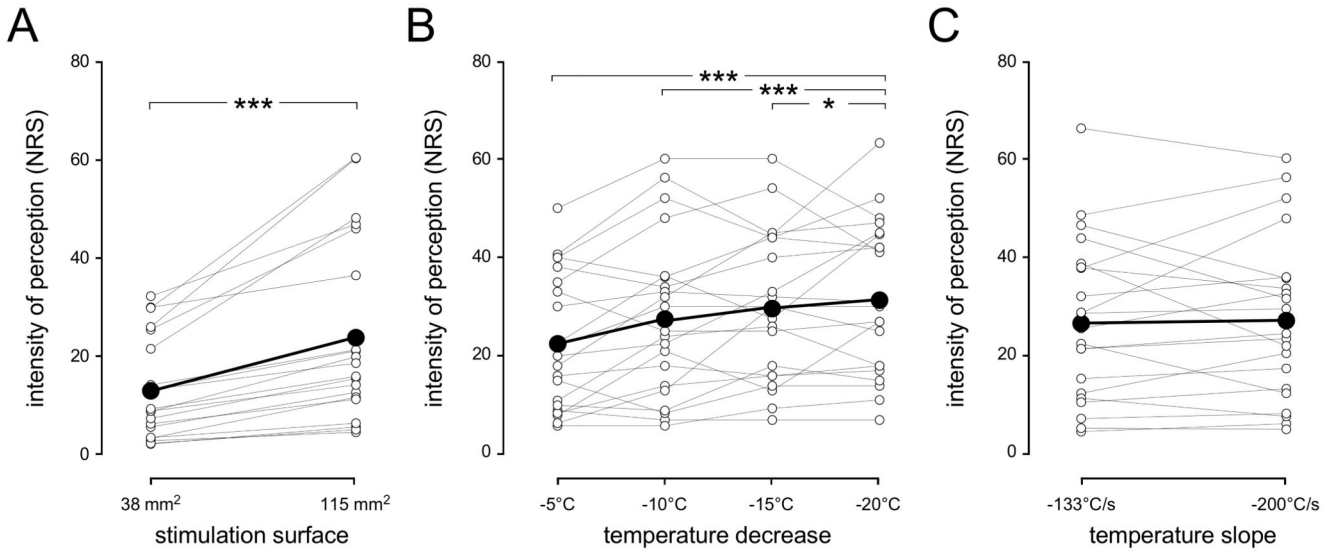 A
intensity of perception (NRS)
80
60
40
20
0
***
38 mm²
115 mm²
stimulation surface
B
intensity of perception (NRS)
80
60
40
20
0
***
***
*
-5°C
-10°C
-15°C
-20°C
temperature decrease
C
intensity of perception (NRS)
80
60
40
20
0
-133°C/s
-200°C/s
temperature slope